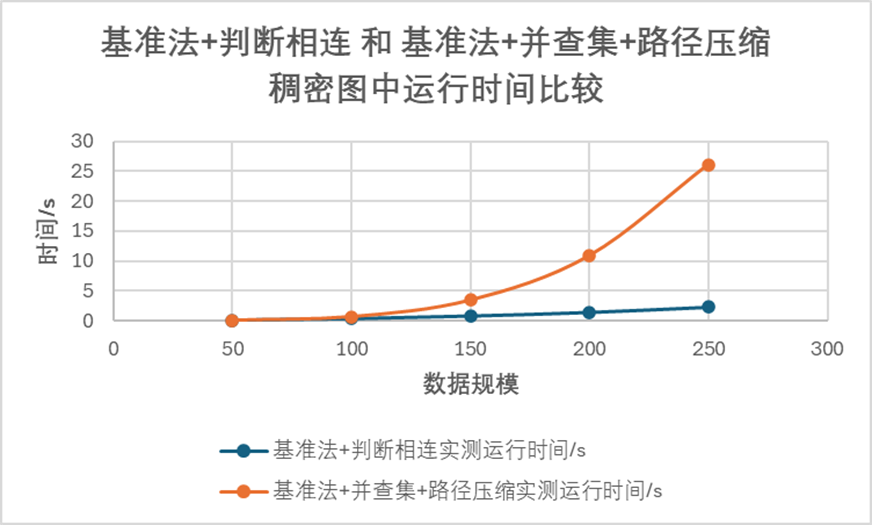 基准法+判断相连 和 基准法+并查集+路径压缩
稠密图中运行时间比较
30
25
20
15
10
5
0
时间/s
0 50 100 150 200 250 300
数据规模
基准法+判断相连实测运行时间/s
基准法+并查集+路径压缩实测运行时间/s